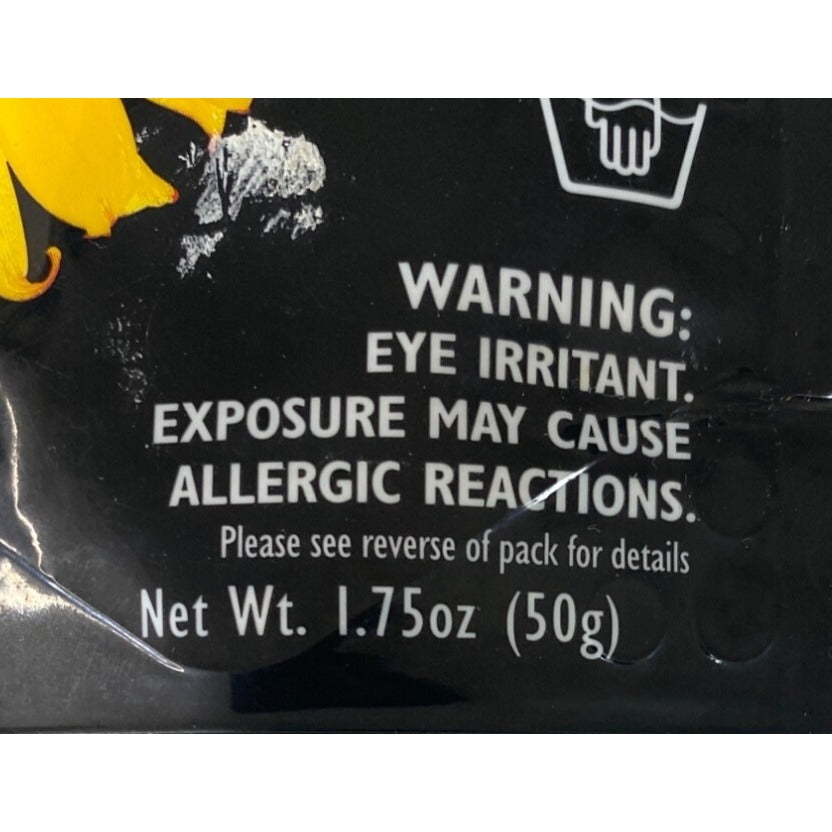 WARNING:
EYE IRRITANT.
EXPOSURE MAY CAUSE
ALLERGIC REACTIONS.
Please see reverse of pack for details
Net Wt. 1.75oz (50g)